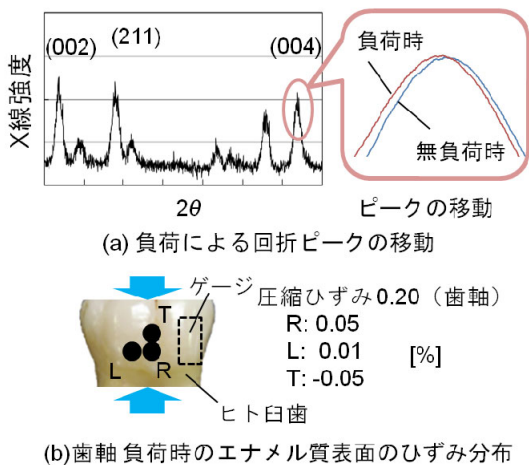 (002)
(211)
(004)
X線強度
2θ
負荷時
無負荷時
ピークの移動
(a) 負荷による回折ピークの移動
ゲージ
圧縮ひずみ0.20（歯軸）
T
R: 0.05
L: 0.01
[%]
T: -0.05
L
R
ヒト臼歯
(b)歯軸 負荷時のエナメル質表面のひずみ分布